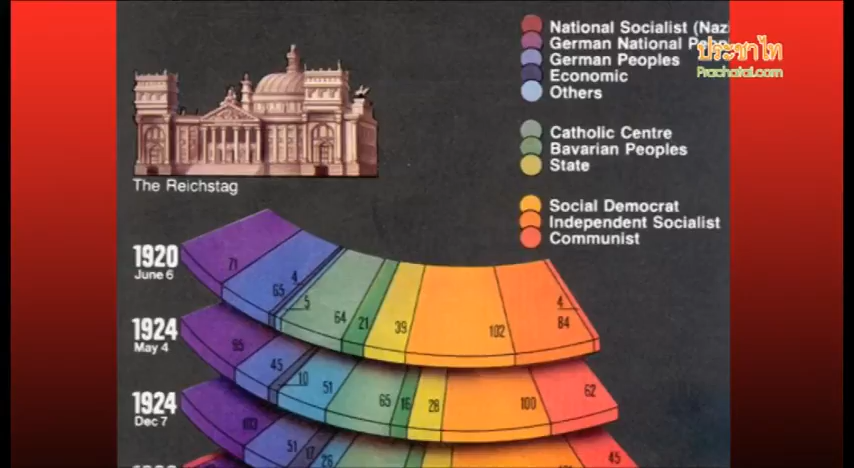 National Socialist (Nazi
German National Peop
German Peoples
Economic
Others
ประชาไท
Prachatai.com
Catholic Centre
Bavarian Peoples
State
Social Democrat
Independent Socialist
Communist
The Reichstag
1920
June 6
71
65
4
5
64
21
39
102
4
84
1924
May 4
95
45
10
51
65
16
28
100
62
1924
Dec 7
103
51
17
26
45